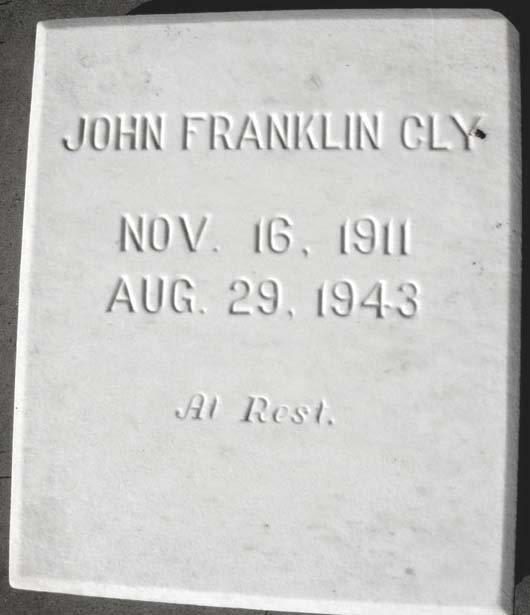 JOHN FRANKLIN CLY
NOV. 16, 1911
AUG. 29, 1943
At Rest.